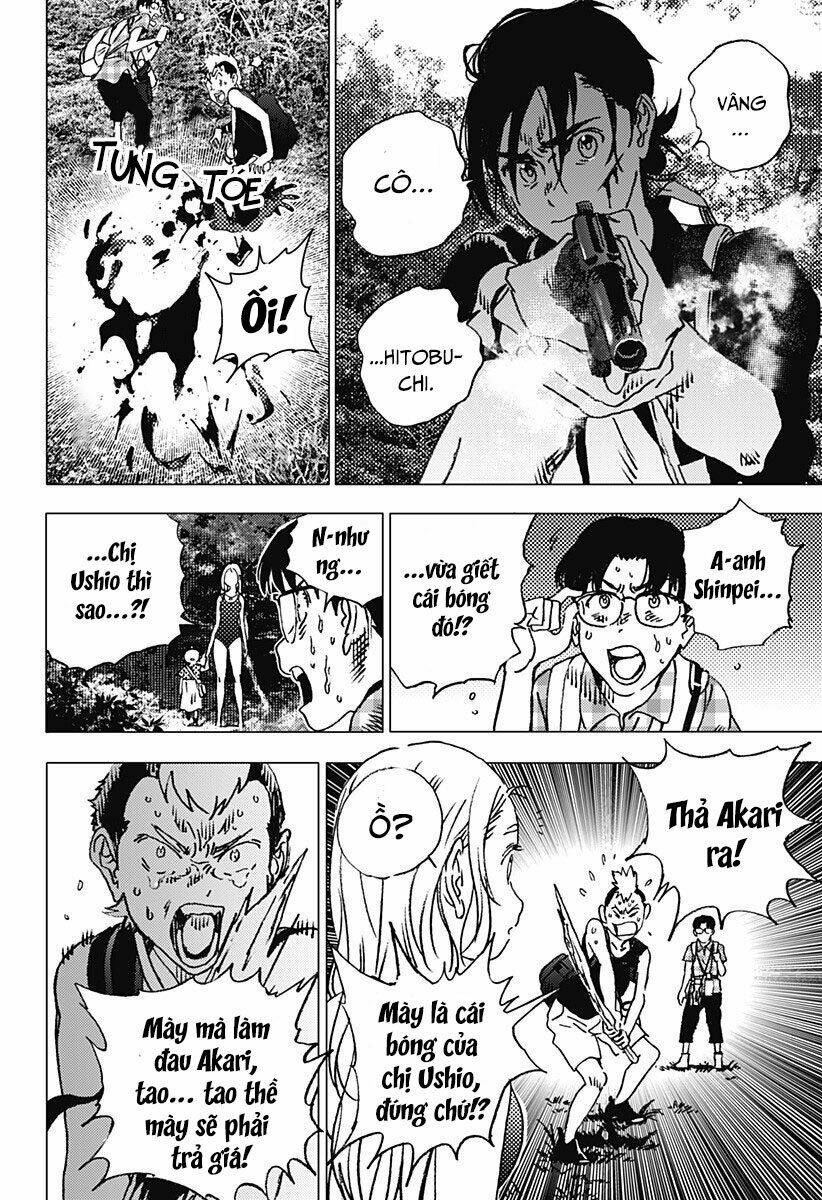 VÂNG
...
CÔ...
...HITOBU-
CHI.
TUNG TÓE
ỐI!
A-anh
Shinpei...
...vừa giết
cái bóng
đó!?
N-như
ng...
...Chị
Ushio thì
sao...?!
Thả Akari
ra!
Ồ?
Mày là cái
bóng của
chị Ushio,
đúng chứ!?
Mày mà làm
đau Akari,
tao... tao thề
mày sẽ phải
trả giá!